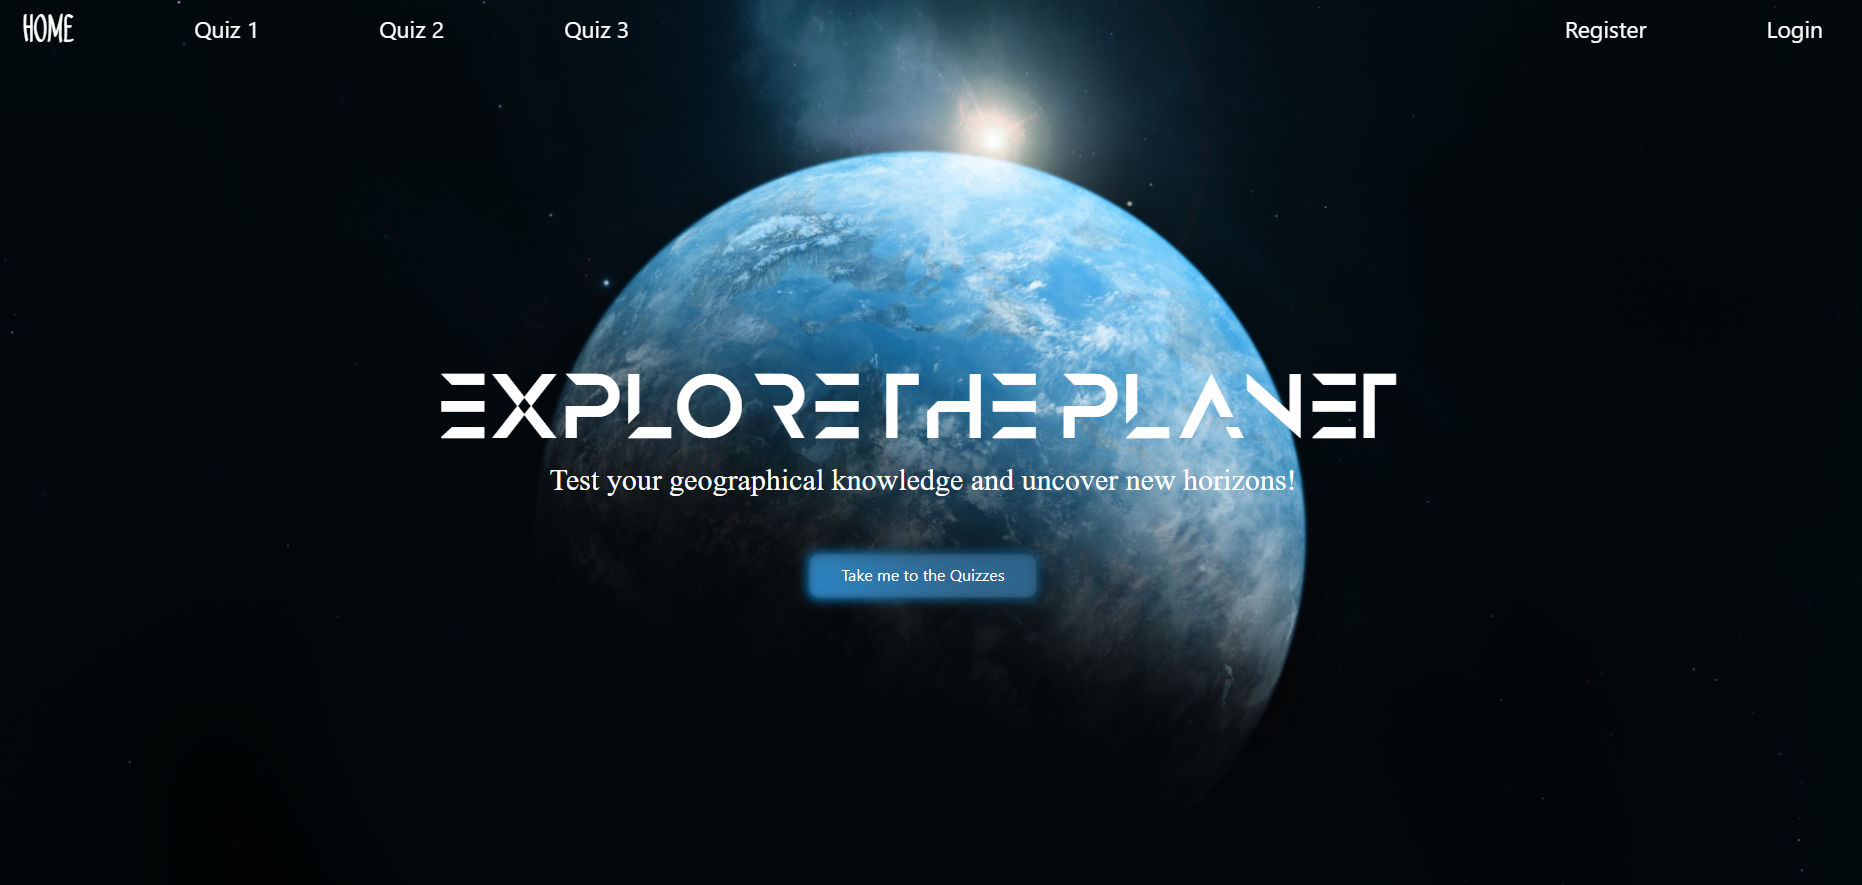 HOME Quiz 1 Quiz 2 Quiz 3 Register Login
EXPLORE THE PLANET
Test your geographical knowledge and uncover new horizons!
Take me to the Quizzes